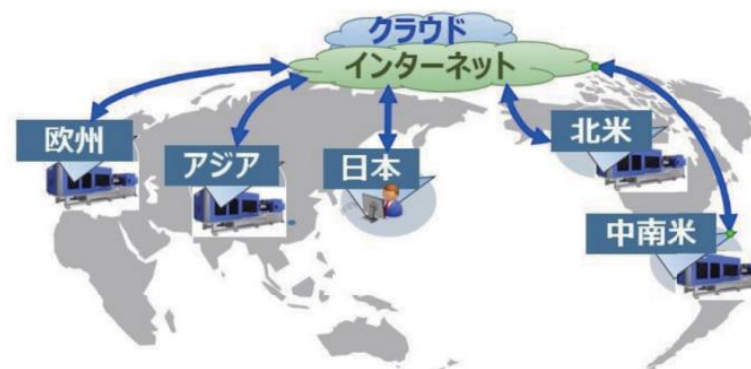 クラウド
インターネット
欧州
アジア
日本
北米
中南米